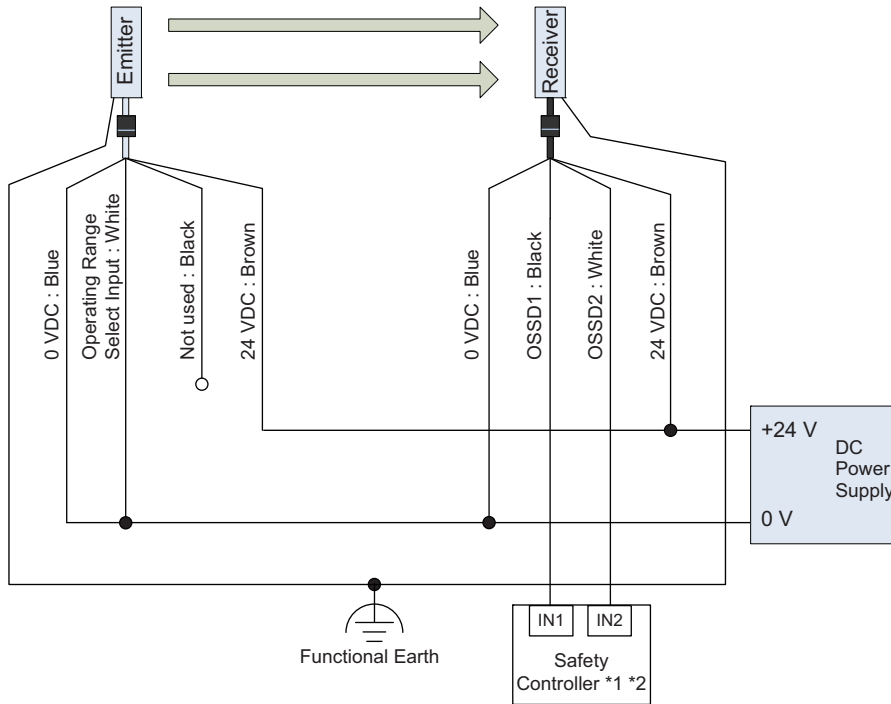 Emitter
Receiver
0 VDC : Blue
Operating Range
Select Input : White
Not used : Black
24 VDC : Brown
0 VDC : Blue
OSSD1 : Black
OSSD2 : White
24 VDC : Brown
+24 V
DC
Power
Supply
0 V
IN1
IN2
Functional Earth
Safety
Controller *1 *2